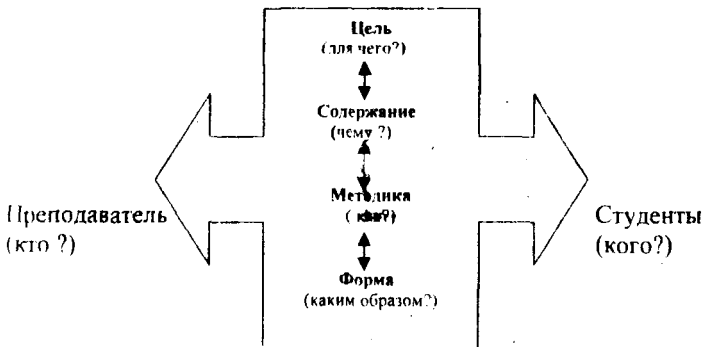 Цель
(для чего?)
Содержание
(чему ?)
Методика
Преподаватель
(кто ?)
Студенты
(кого?)
Форма
(каким образом?)